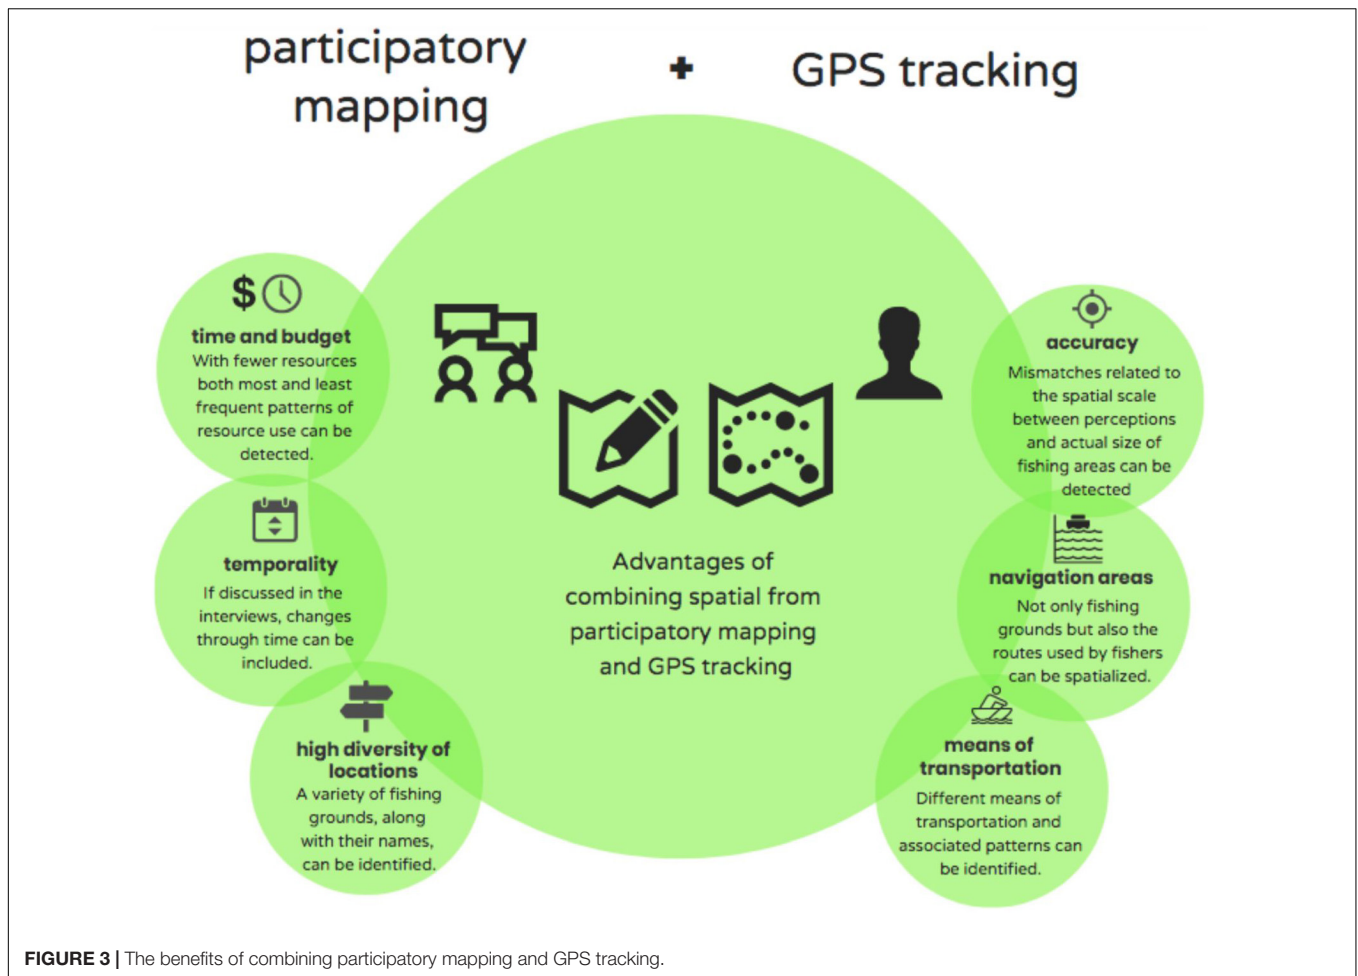 participatory
mapping
+
GPS tracking
$
time and budget
With fewer resources
both most and least
frequent patterns of
resource use can be
detected.
temporality
If discussed in the
interviews, changes
through time can be
included.
high diversity of
locations
A variety of fishing
grounds, along
with their names,
can be identified.
Advantages of
combining spatial from
participatory mapping
and GPS tracking
accuracy
Mismatches related to
the spatial scale
between perceptions
and actual size of
fishing areas can be
detected
navigation areas
Not only fishing
grounds but also the
routes used by fishers
can be spatialized.
means of
transportation
Different means of
transportation and
associated patterns can
be identified.
FIGURE 3 | The benefits of combining participatory mapping and GPS tracking.